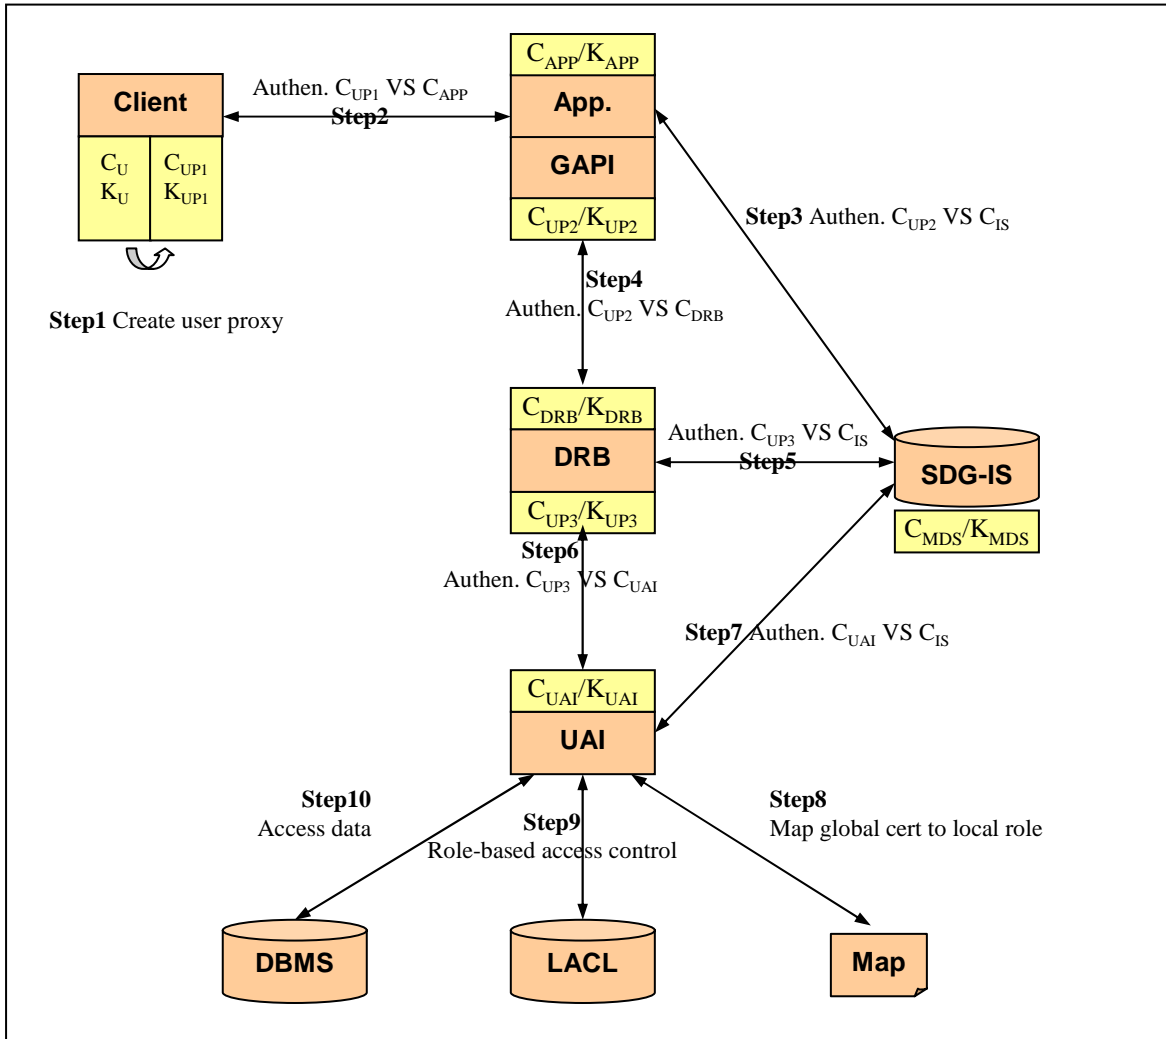 C_APP/K_APP
Authen. C_UP1 VS C_APP
Step2
Client
App.
GAPI
C_U
K_U
C_UP1
K_UP1
C_UP2/K_UP2
Step3 Authen. C_UP2 VS C_IS
Step4
Authen. C_UP2 VS C_DRB
Step1 Create user proxy
C_DRB/K_DRB
DRB
C_UP3/K_UP3
Authen. C_UP3 VS C_IS
Step5
SDG-IS
C_MDS/K_MDS
Step6
Authen. C_UP3 VS C_UAI
Step7 Authen. C_UAI VS C_IS
C_UAI/K_UAI
UAI
Step10
Access data
Step9
Role-based access control
Step8
Map global cert to local role
DBMS
LACL
Map